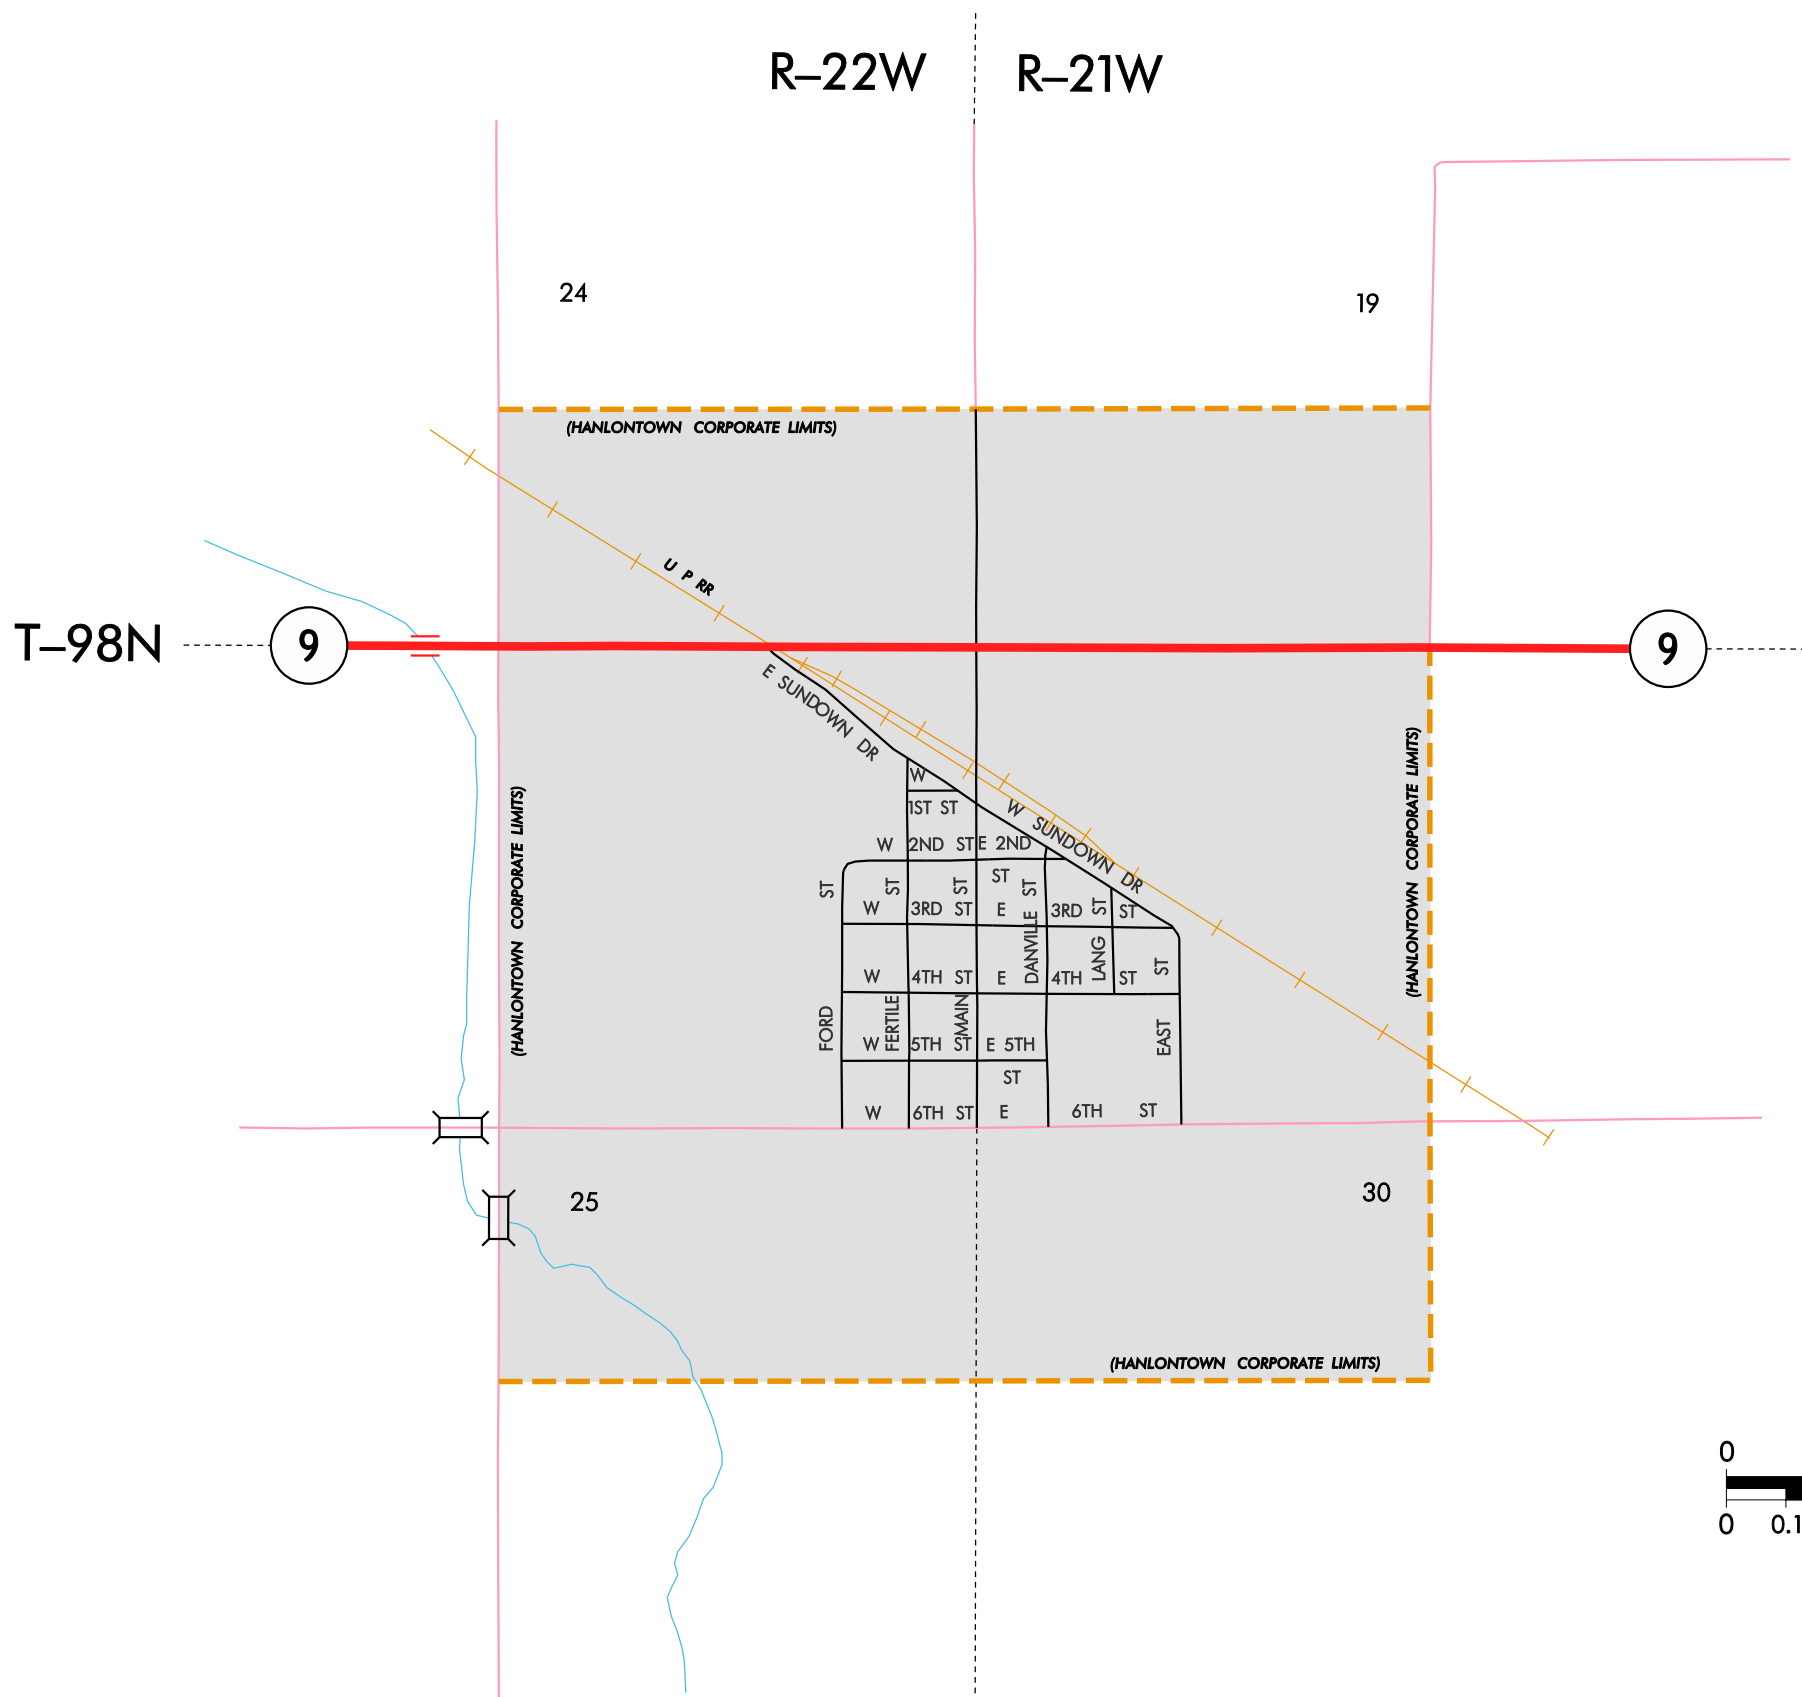 R–22W R–21W
24
19
(HANLONTOWN CORPORATE LIMITS)
U P RR
T–98N
9
9
E SUNDOWN DR
W SUNDOWN DR
(HANLONTOWN CORPORATE LIMITS)
(HANLONTOWN CORPORATE LIMITS)
W
1ST ST
W 2ND ST E 2ND
ST
W 3RD ST E 3RD ST
W 4TH ST E 4TH ST
W 5TH ST E 5TH
ST
W 6TH ST E 6TH ST
FORD ST
FERTILE ST
MAIN ST
DANVILLE ST
LANG ST
EAST ST
25
30
(HANLONTOWN CORPORATE LIMITS)
0
0 0.1